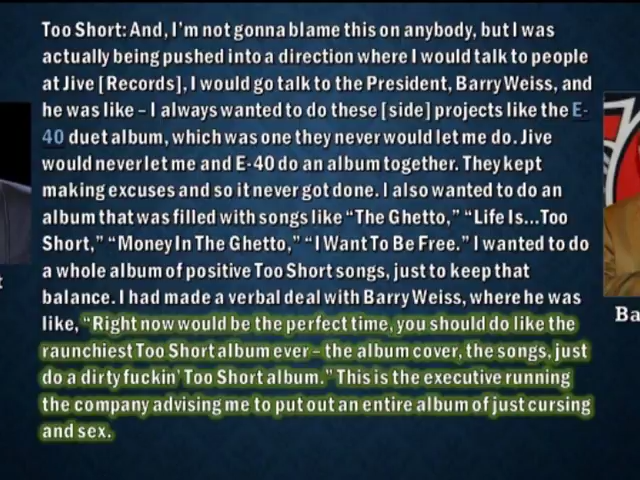 Too Short: And, I'm not gonna blame this on anybody, but I was
actually being pushed into a direction where I would talk to people
at Jive [Records], I would go talk to the President, Barry Weiss, and
he was like – I always wanted to do these [side] projects like the E-
40 duet album, which was one they never would let me do. Jive
would never let me and E-40 do an album together. They kept
making excuses and so it never got done. I also wanted to do an
album that was filled with songs like “The Ghetto,” “Life Is...Too
Short,” “Money In The Ghetto,” “I Want To Be Free.” I wanted to do
a whole album of positive Too Short songs, just to keep that
balance. I had made a verbal deal with Barry Weiss, where he was
like, “Right now would be the perfect time, you should do like the
raunchiest Too Short album ever – the album cover, the songs, just
do a dirty fuckin’ Too Short album.” This is the executive running
the company advising me to put out an entire album of just cursing
and sex.
t
Ba